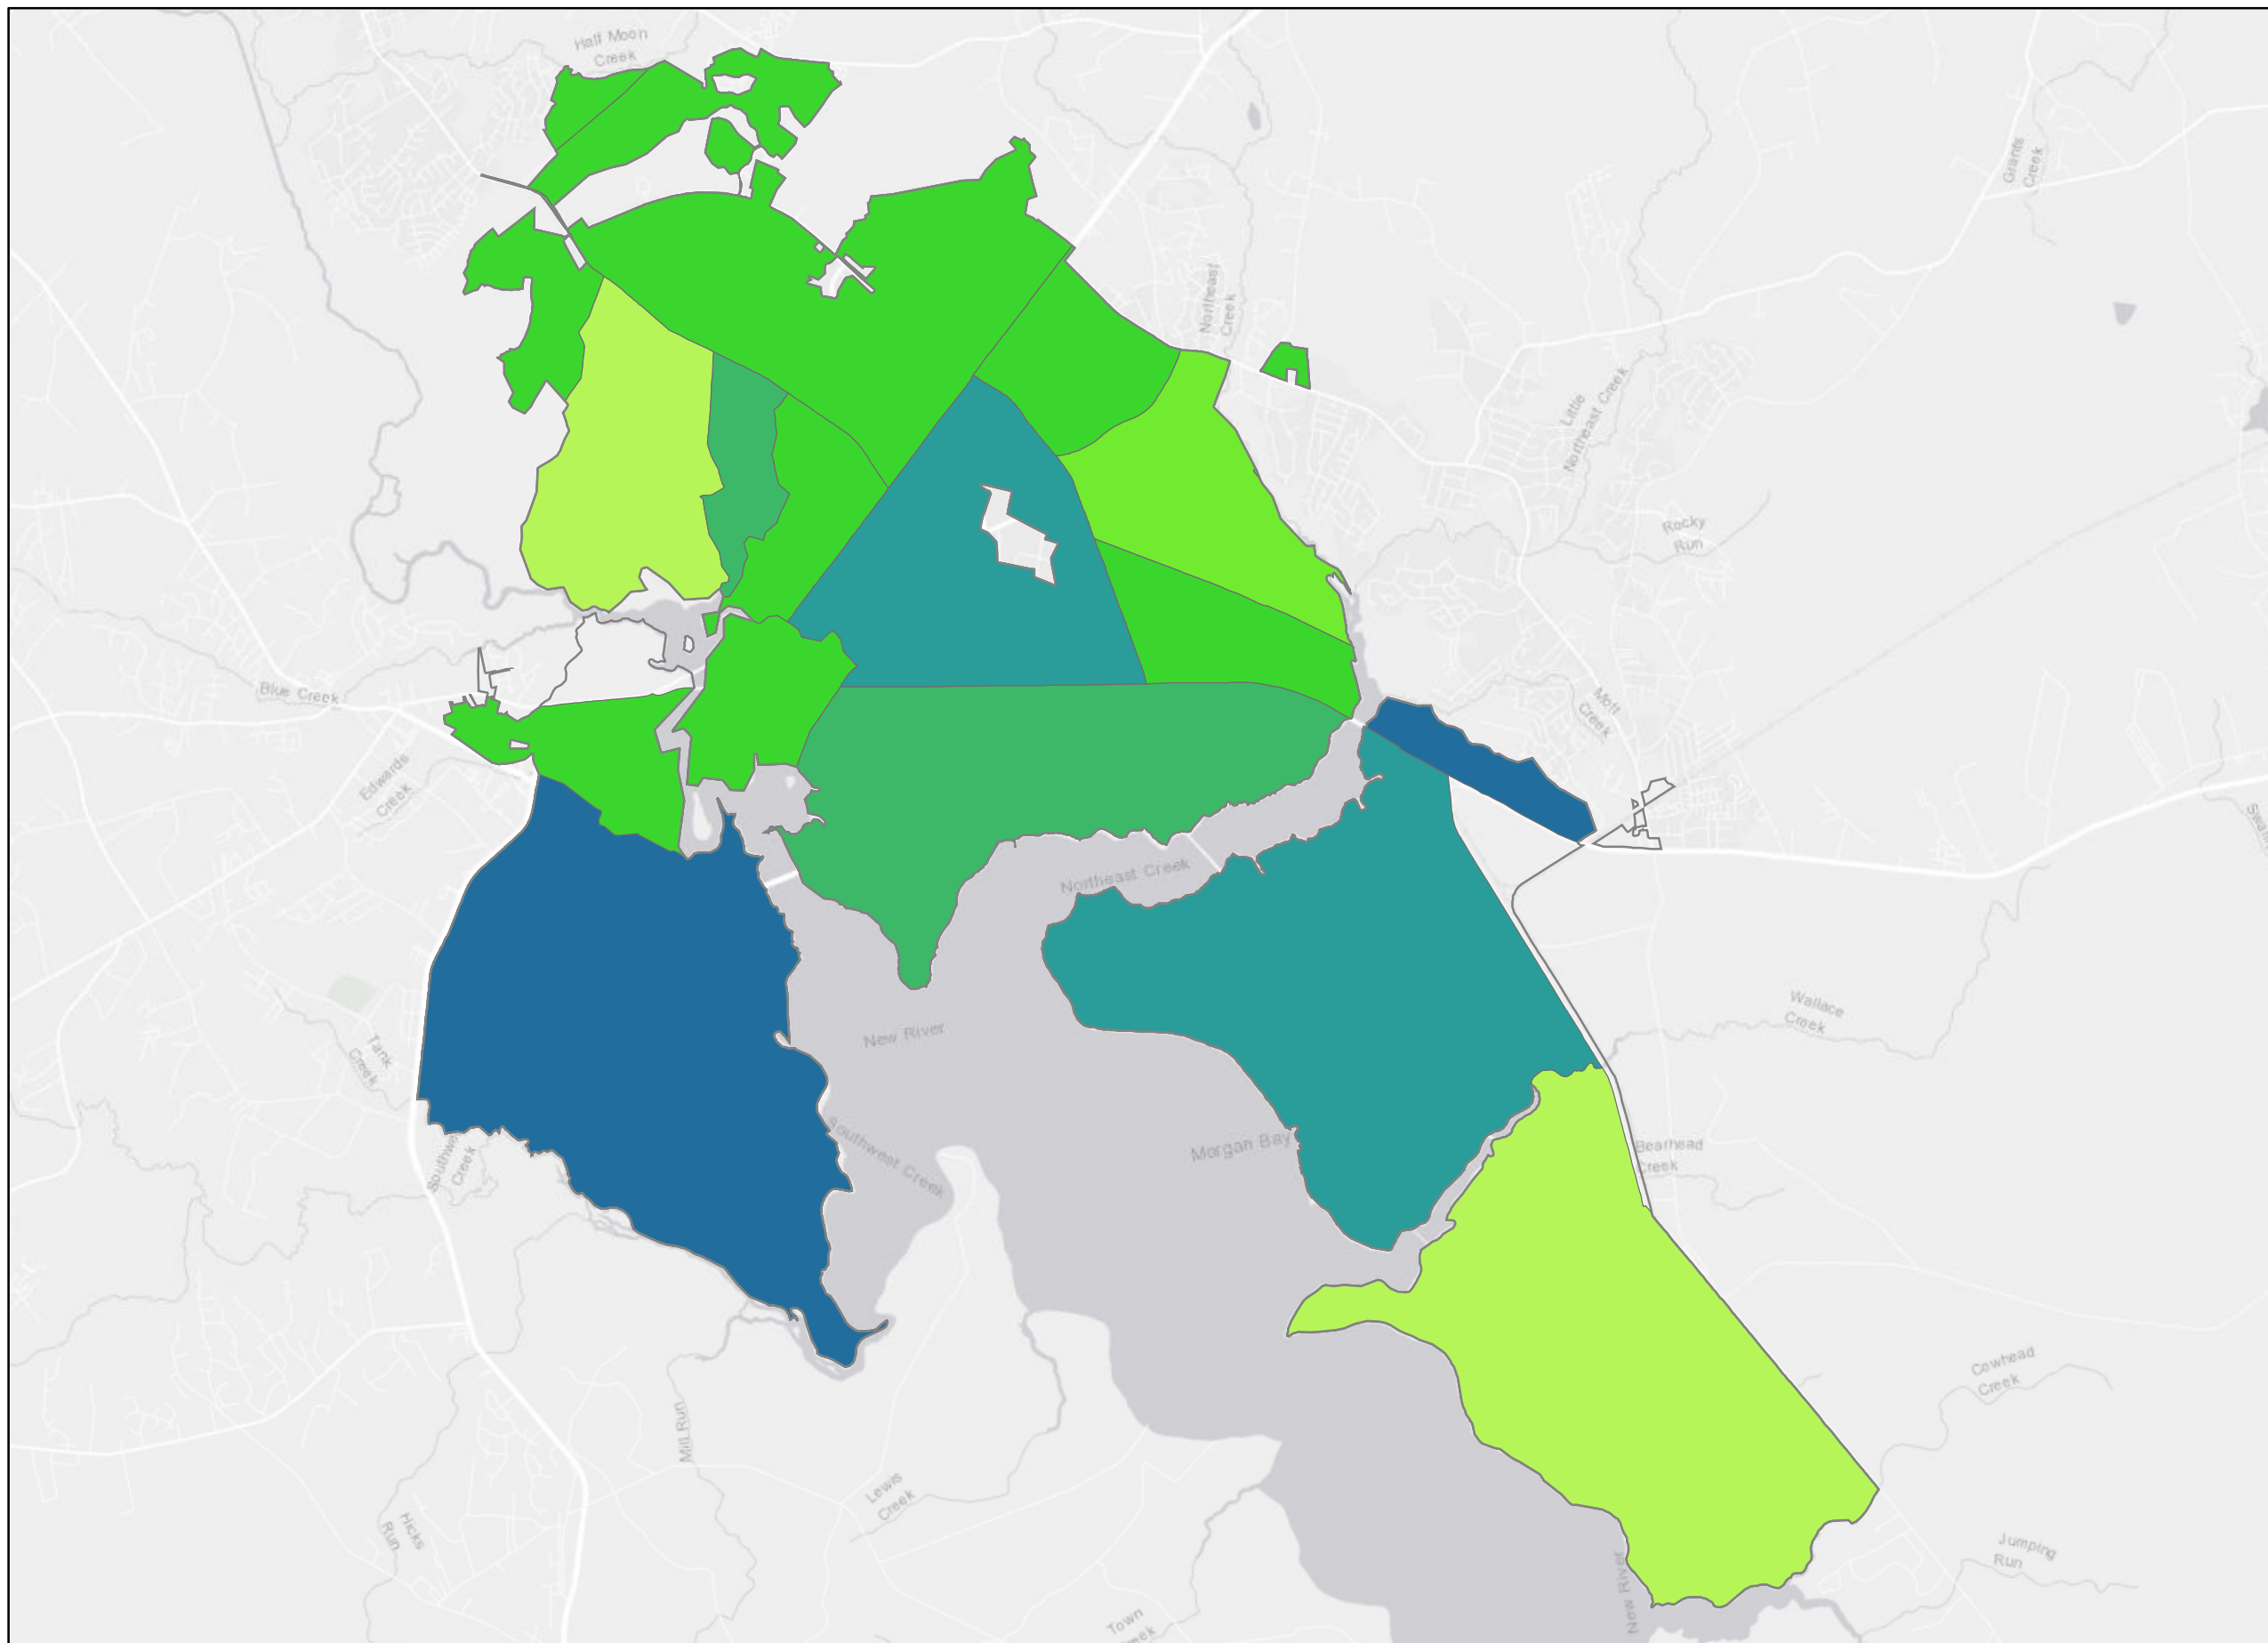 Half Moon
Creek
Grants
Creek
Northeast
Creek
Little
Northeast Creek
Rocky
Run
Blue Creek
Mott
Creek
Edwards
Creek
Northeast Creek
Wallace
Creek
New River
Tank
Creek
Southwest Creek
Morgan Bay
Bearhead
Creek
Creek
Cowhead
Creek
Mill Run
Lewis
Creek
Hicks
Run
Jumping
Run
New River
Town